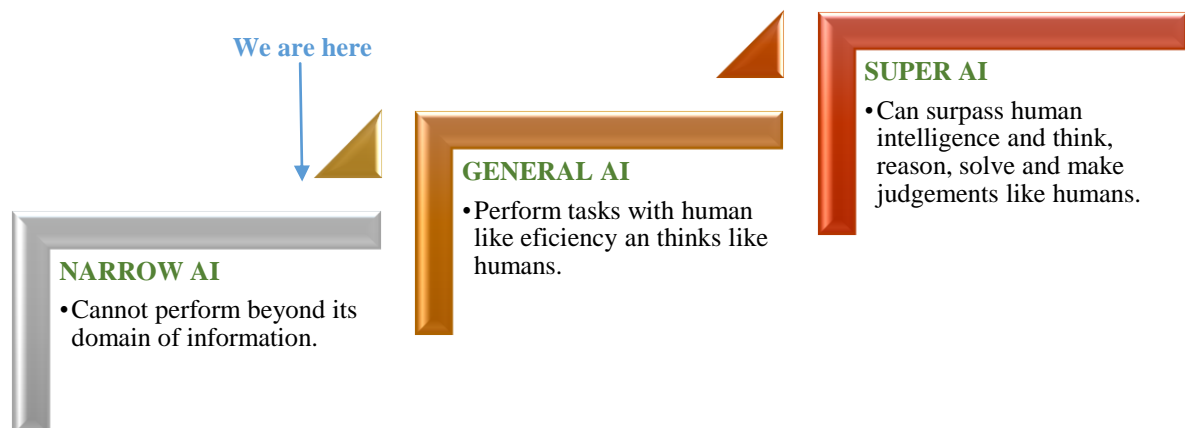 We are here
NARROW AI
•Cannot perform beyond its
domain of information.
GENERAL AI
•Perform tasks with human
like eficiency an thinks like
humans.
SUPER AI
•Can surpass human
intelligence and think,
reason, solve and make
judgements like humans.